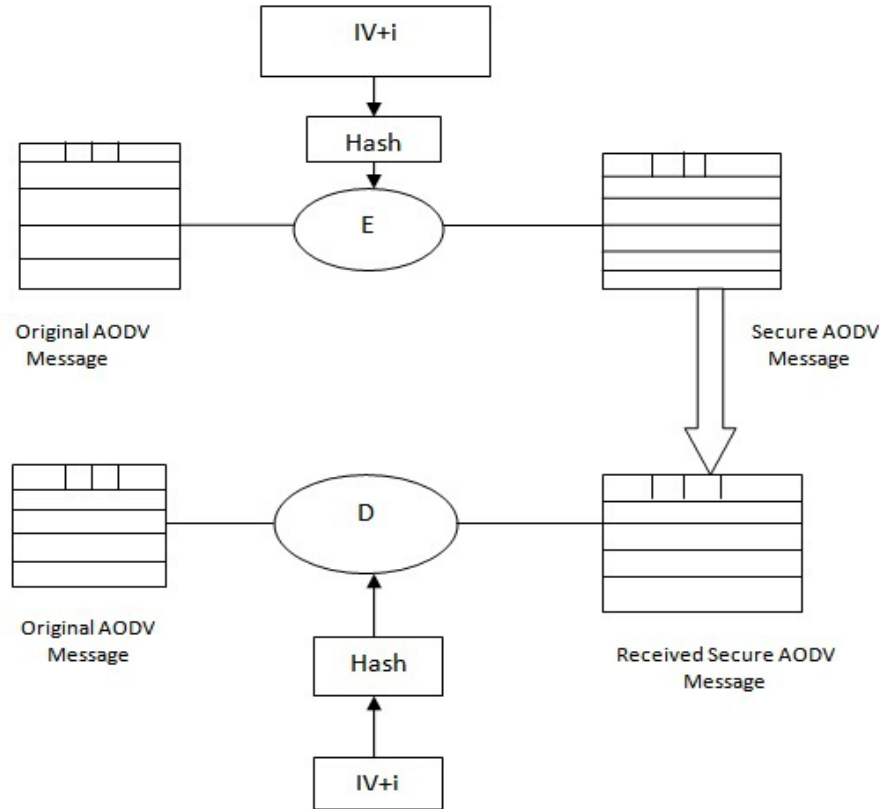 IV+i
Hash
E
Original AODV
Message
Secure AODV
Message
D
Original AODV
Message
Hash
Received Secure AODV
Message
IV+i